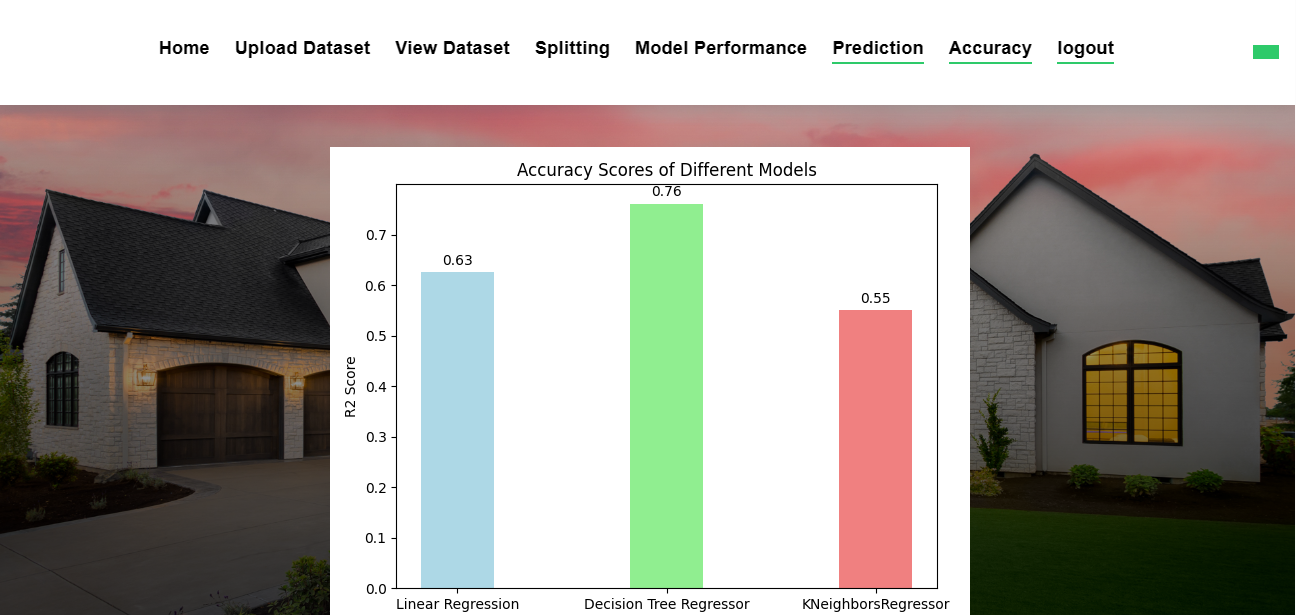 Home Upload Dataset View Dataset Splitting Model Performance Prediction Accuracy logout
Accuracy Scores of Different Models
0.76
0.63
0.55
0.7
0.6
0.5
0.4
0.3
0.2
0.1
0.0
R2 Score
Linear Regression Decision Tree Regressor KNeighborsRegressor